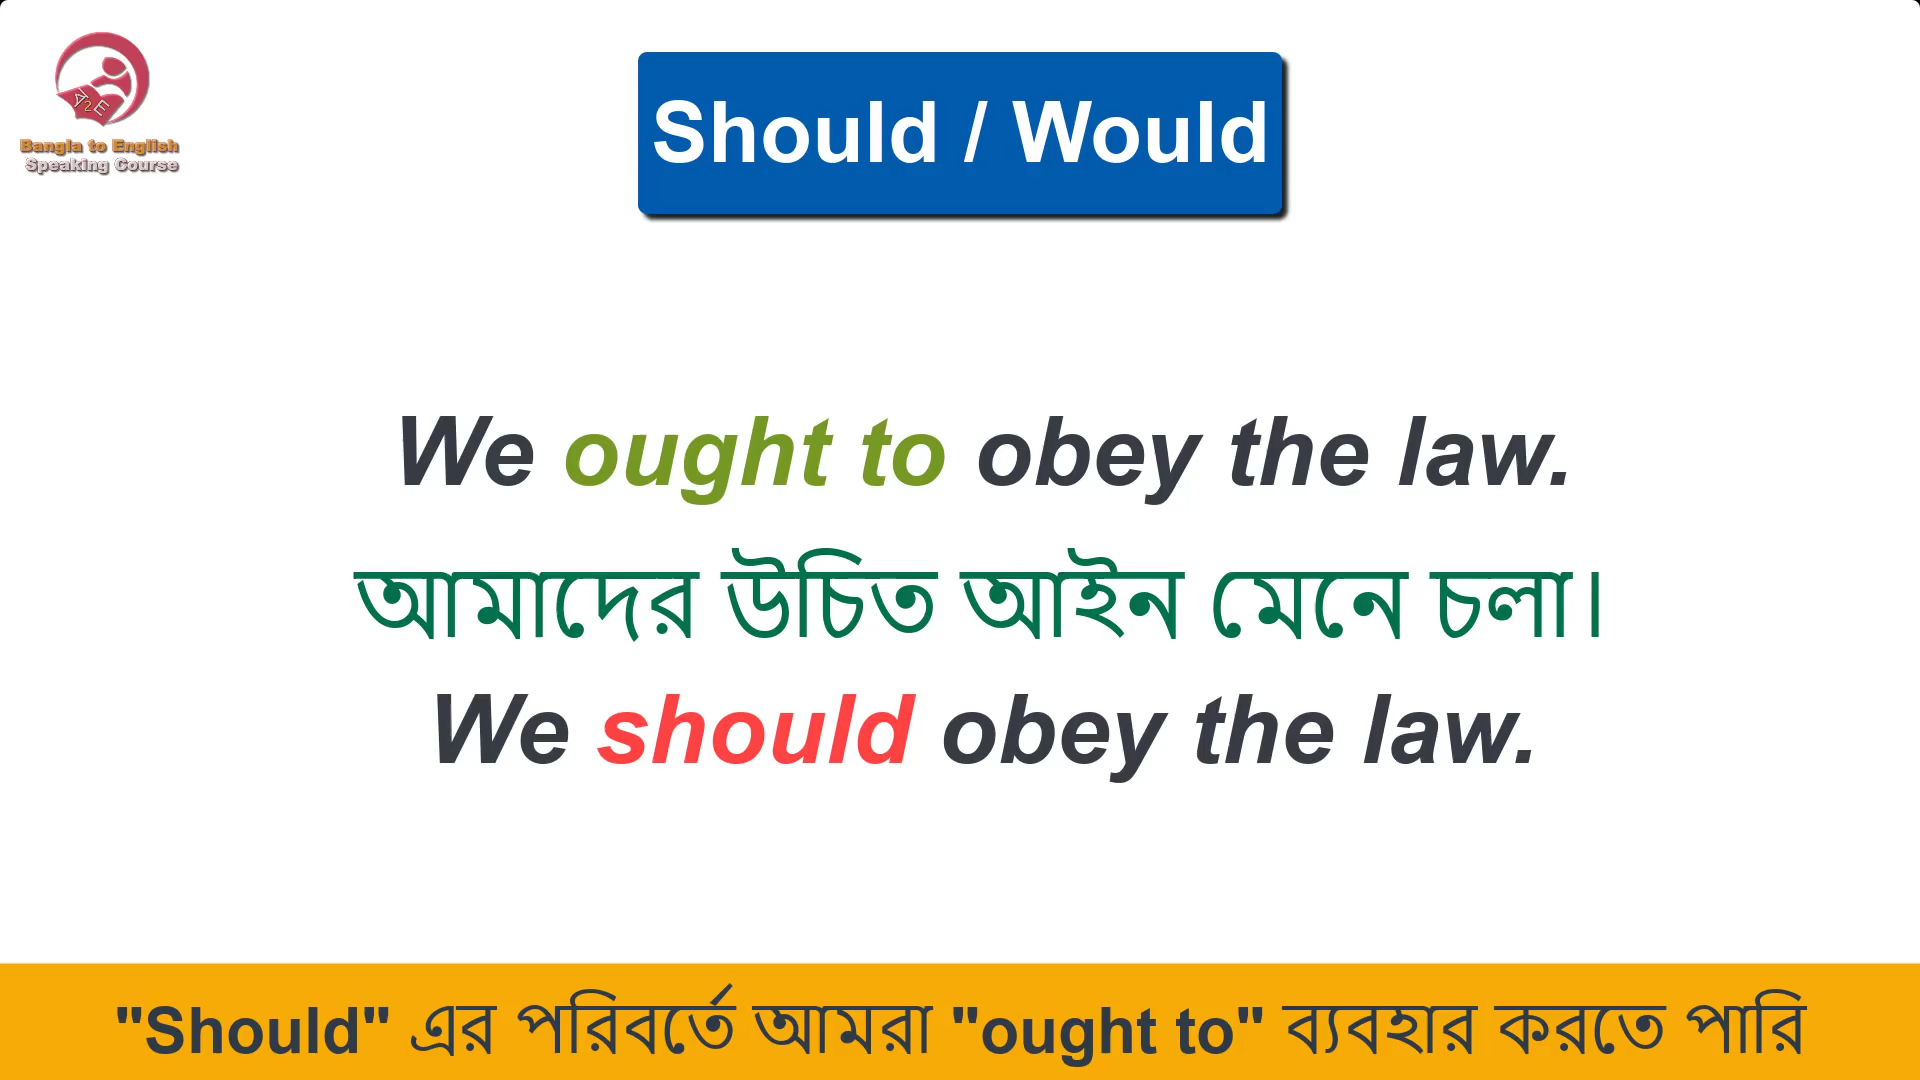 B2E
Bangla to English
Speaking Course
Should / Would
We ought to obey the law.
আমাদের উচিত আইন মেনে চলা।
We should obey the law.
"Should" এর পরিবর্তে আমরা "ought to" ব্যবহার করতে পারি